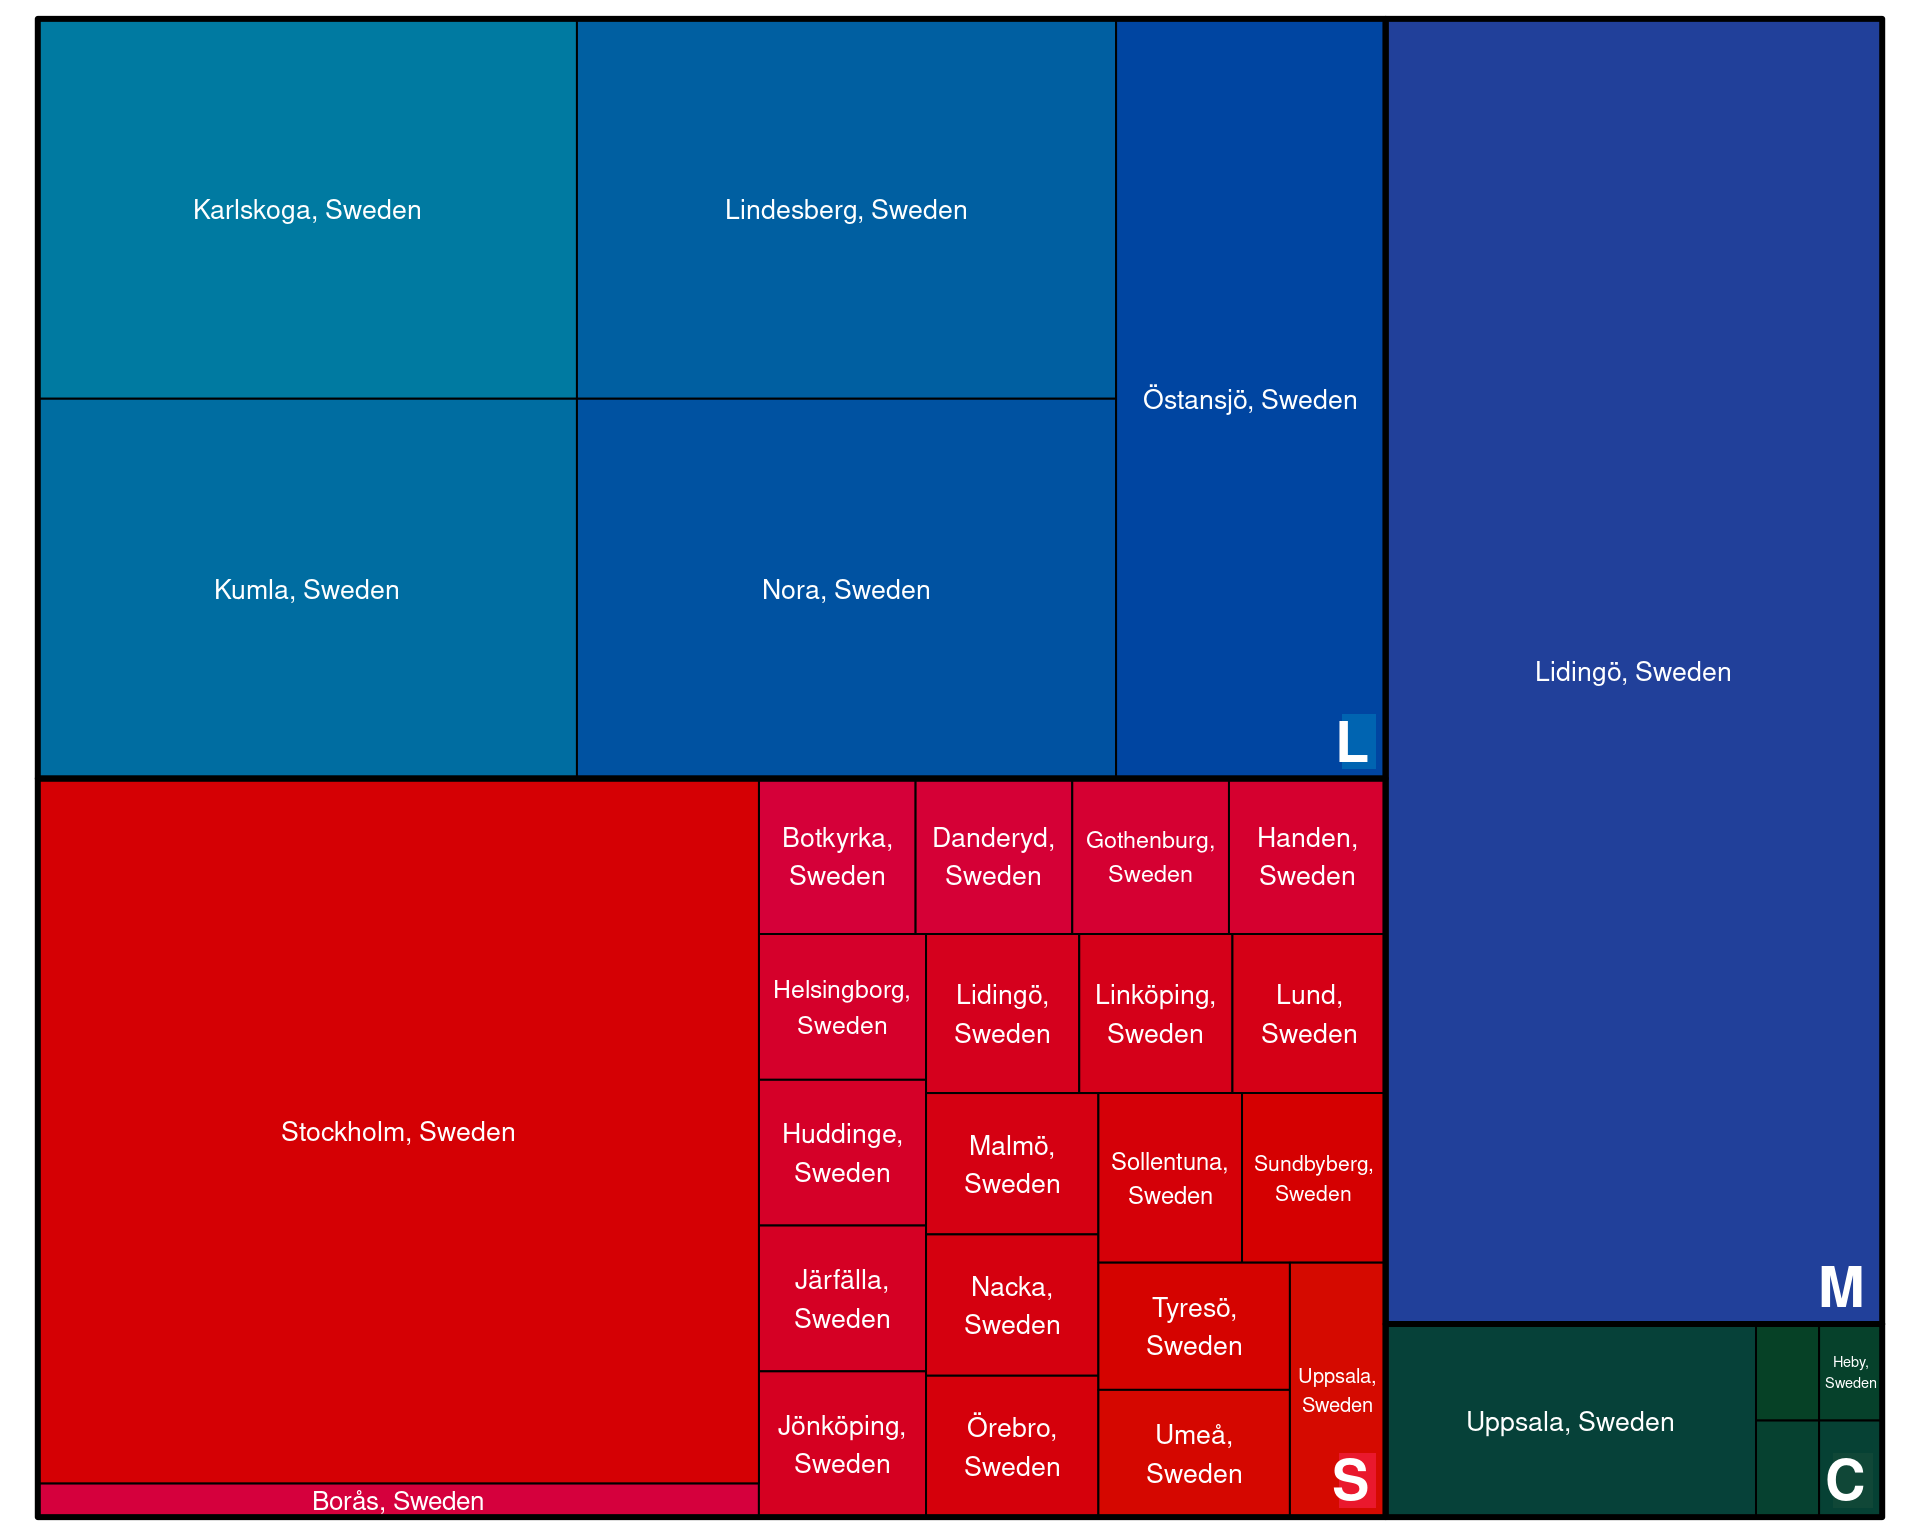 Karlskoga, Sweden
Lindesberg, Sweden
Östansjö, Sweden
Kumla, Sweden
Nora, Sweden
L
Lidingö, Sweden
M
Stockholm, Sweden
Borås, Sweden
Botkyrka,
Sweden
Danderyd,
Sweden
Gothenburg,
Sweden
Handen,
Sweden
Helsingborg,
Sweden
Lidingö,
Sweden
Linköping,
Sweden
Lund,
Sweden
Huddinge,
Sweden
Malmö,
Sweden
Sollentuna,
Sweden
Sundbyberg,
Sweden
Järfälla,
Sweden
Nacka,
Sweden
Tyresö,
Sweden
Uppsala,
Sweden
Jönköping,
Sweden
Örebro,
Sweden
Umeå,
Sweden
S
Uppsala, Sweden
Heby,
Sweden
C